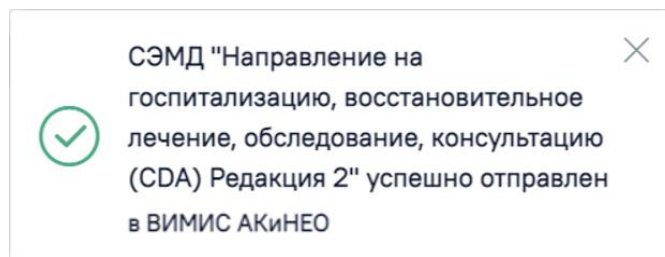 СЭМД "Направление на
госпитализацию, восстановительное
лечение, обследование, консультацию
(CDA) Редакция 2" успешно отправлен
в ВИМИС АКиНЕО